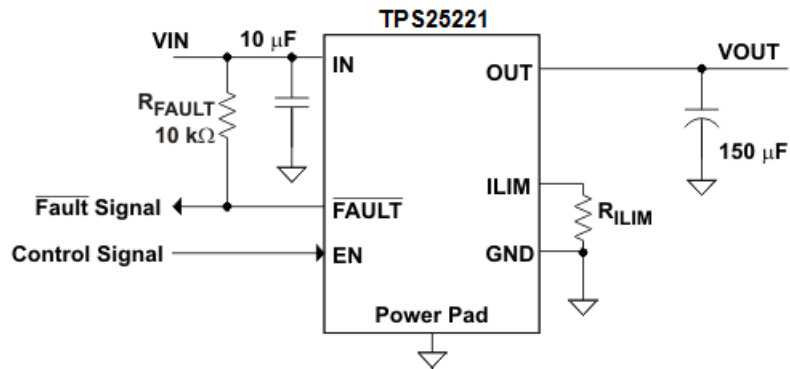 TPS25221
VIN
10 μF
IN
OUT
VOUT
RFAULT
10 kΩ
150 μF
ILIM
RILIM
Fault Signal
FAULT
Control Signal
EN
GND
Power Pad